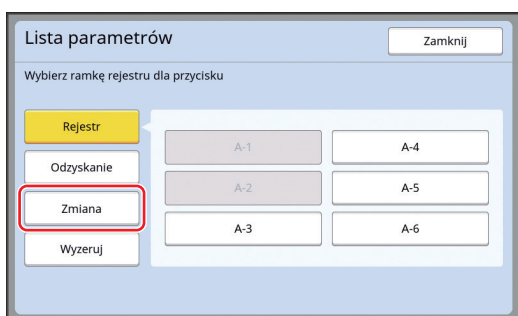 Lista parametrów
Zamknij
Wybierz ramkę rejestru dla przycisku
Rejestr
A-1
A-4
Odzyskanie
A-2
A-5
Zmiana
A-3
A-6
Wyzeruj